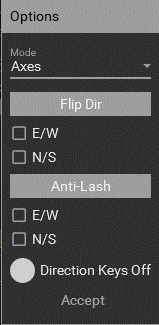 Options
Mode
Axes
Flip Dir
E/W
N/S
Anti-Lash
E/W
N/S
Direction Keys Off
Accept